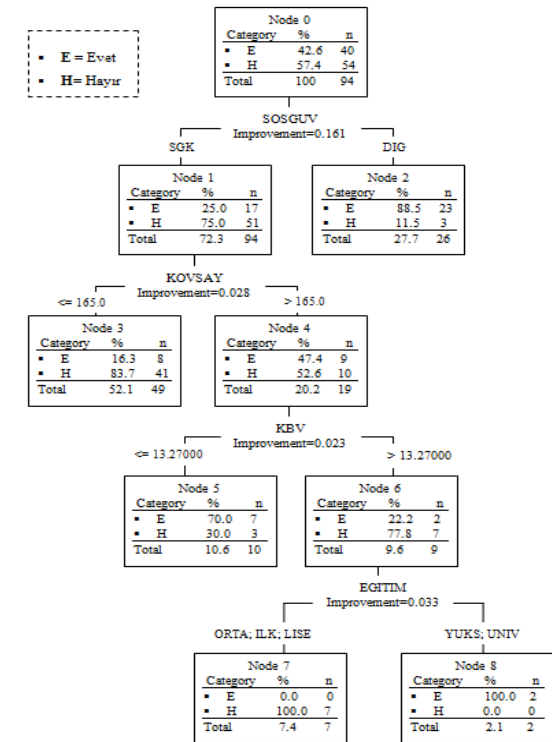 Node 0
Category % n
▪ E 42.6 40
▪ H 57.4 54
Total 100 94
▪ E = Evet
▪ H= Hayır
SOSGUV
Improvement=0.161
SGK
DIG
Node 1
Category % n
▪ E 25.0 17
▪ H 75.0 51
Total 72.3 94
Node 2
Category % n
▪ E 88.5 23
▪ H 11.5 3
Total 27.7 26
KOVSAY
Improvement=0.028
<= 165.0
> 165.0
Node 3
Category % n
▪ E 16.3 8
▪ H 83.7 41
Total 52.1 49
Node 4
Category % n
▪ E 47.4 9
▪ H 52.6 10
Total 20.2 19
KBV
Improvement=0.023
<= 13.27000
> 13.27000
Node 5
Category % n
▪ E 70.0 7
▪ H 30.0 3
Total 10.6 10
Node 6
Category % n
▪ E 22.2 2
▪ H 77.8 7
Total 9.6 9
EGITIM
Improvement=0.033
ORTA; ILK; LISE
YUKS; UNIV
Node 7
Category % n
▪ E 0.0 0
▪ H 100.0 7
Total 7.4 7
Node 8
Category % n
▪ E 100.0 2
▪ H 0.0 0
Total 2.1 2